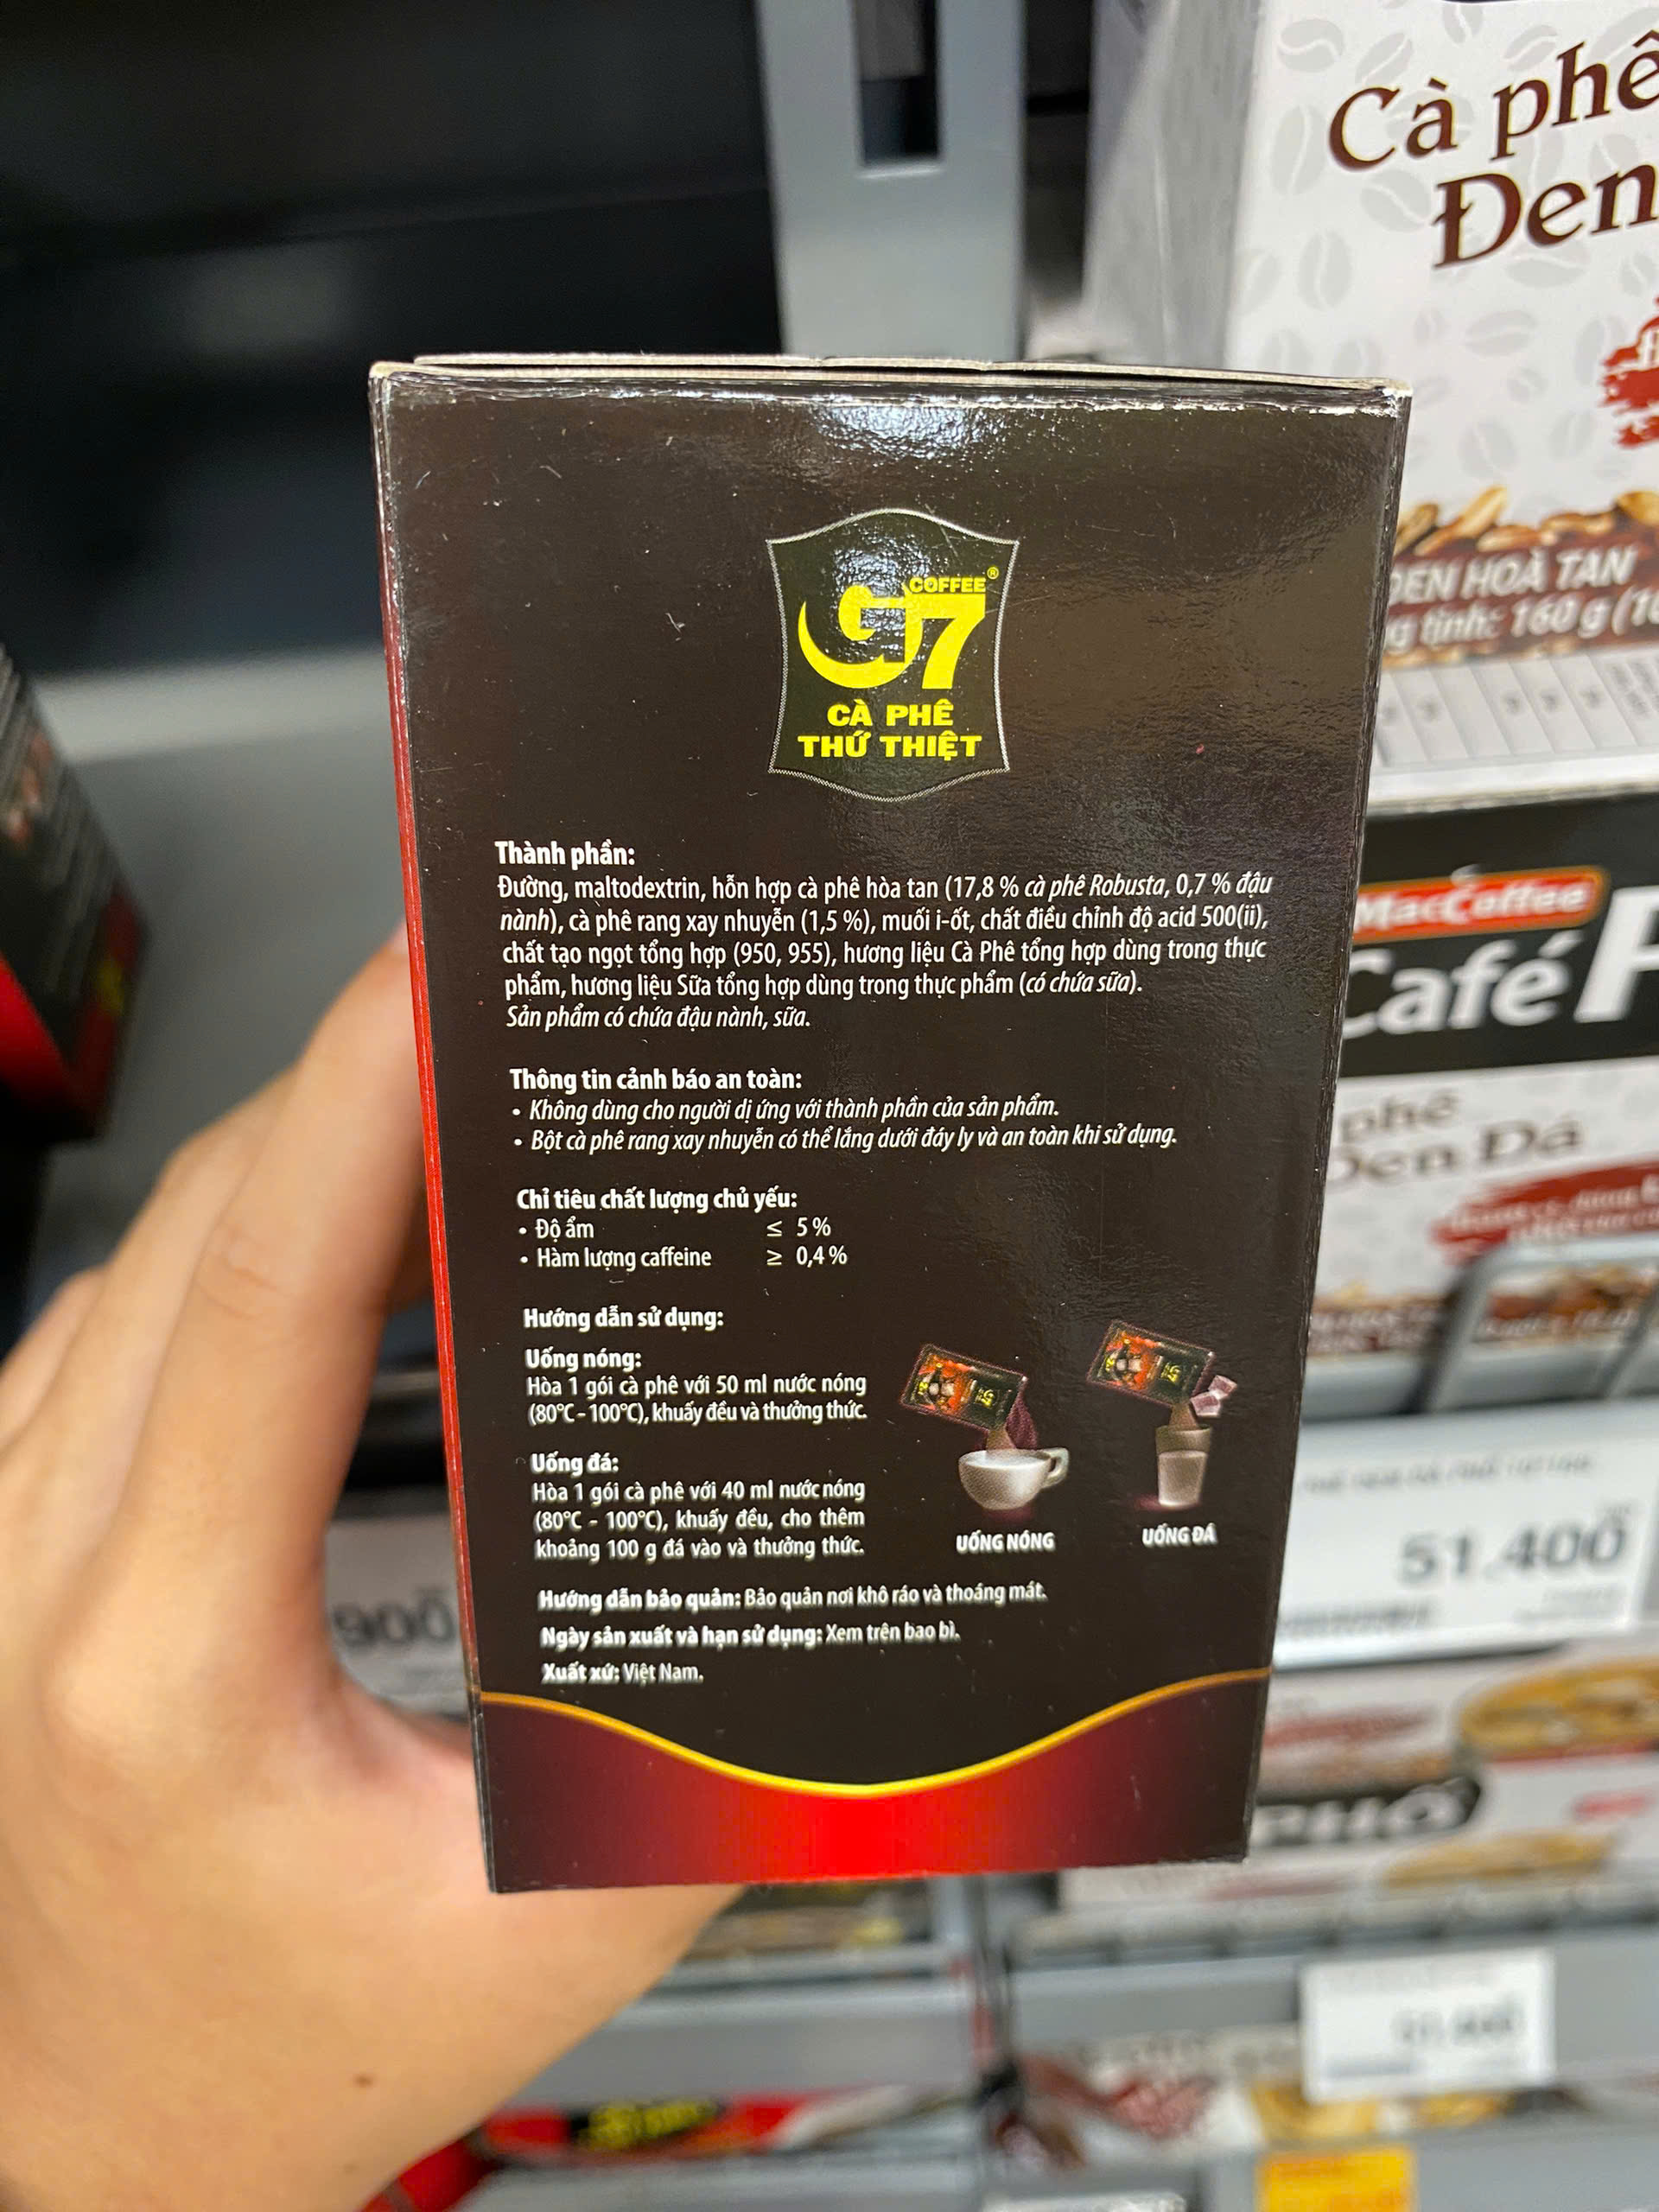 COFFEE®
G7
CÀ PHÊ
THỨ THIỆT
Thành phần:
Đường, maltodextrin, hỗn hợp cà phê hòa tan (17,8 % cà phê Robusta, 0,7 % đậu
nành), cà phê rang xay nhuyễn (1,5 %), muối i-ốt, chất điều chỉnh độ acid 500(ii),
chất tạo ngọt tổng hợp (950, 955), hương liệu Cà Phê tổng hợp dùng trong thực
phẩm, hương liệu Sữa tổng hợp dùng trong thực phẩm (có chứa sữa).
Sản phẩm có chứa đậu nành, sữa.
Thông tin cảnh báo an toàn:
• Không dùng cho người dị ứng với thành phần của sản phẩm.
• Bột cà phê rang xay nhuyễn có thể lắng dưới đáy ly và an toàn khi sử dụng.
Chỉ tiêu chất lượng chủ yếu:
• Độ ẩm ≤ 5 %
• Hàm lượng caffeine ≥ 0,4 %
Hướng dẫn sử dụng:
Uống nóng:
Hòa 1 gói cà phê với 50 ml nước nóng
(80°C - 100°C), khuấy đều và thưởng thức.
Uống đá:
Hòa 1 gói cà phê với 40 ml nước nóng
(80°C - 100°C), khuấy đều, cho thêm
khoảng 100 g đá vào và thưởng thức.
UỐNG NÓNG
UỐNG ĐÁ
Hướng dẫn bảo quản: Bảo quản nơi khô ráo và thoáng mát.
Ngày sản xuất và hạn sử dụng: Xem trên bao bì.
Xuất xứ: Việt Nam.
Cà phê
Đen
ĐEN HOÀ TAN
tịnh: 160 g
MacCoffee
Café
phê
Đen Đá
51.400
900
PHỐ